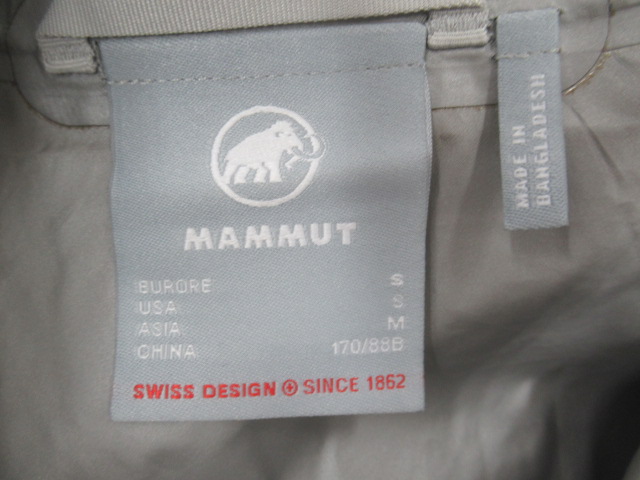 MAMMUT
EUROPE S
USA S
ASIA M
CHINA 170/88B
SWISS DESIGN SINCE 1862
MADE IN
BANGLADESH